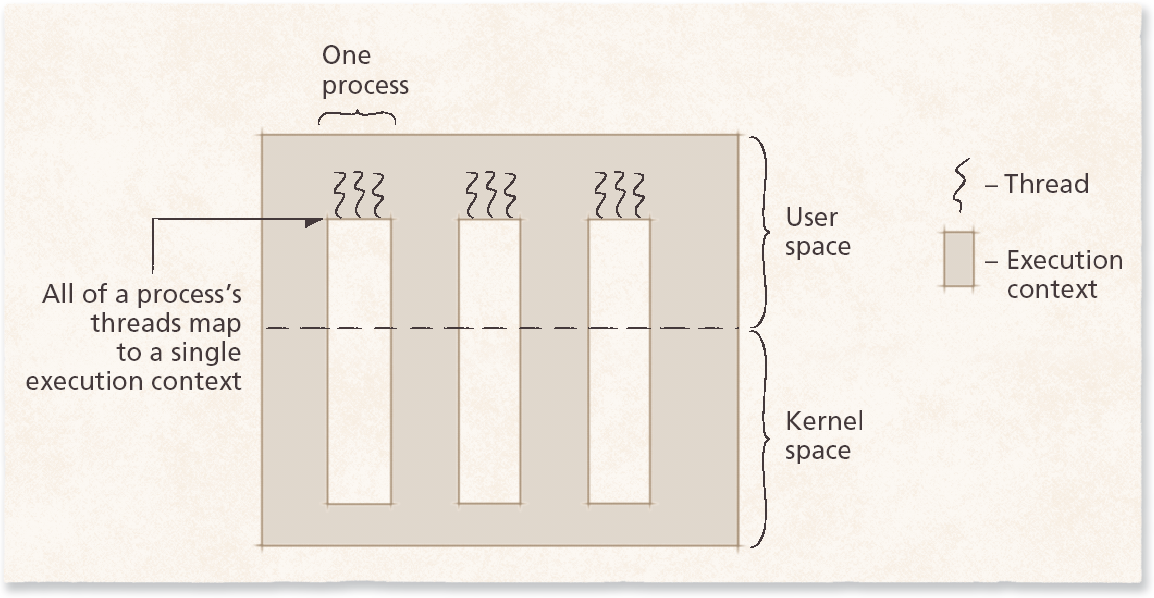 One
process
User
space
– Thread
– Execution
context
All of a process’s
threads map
to a single
execution context
Kernel
space